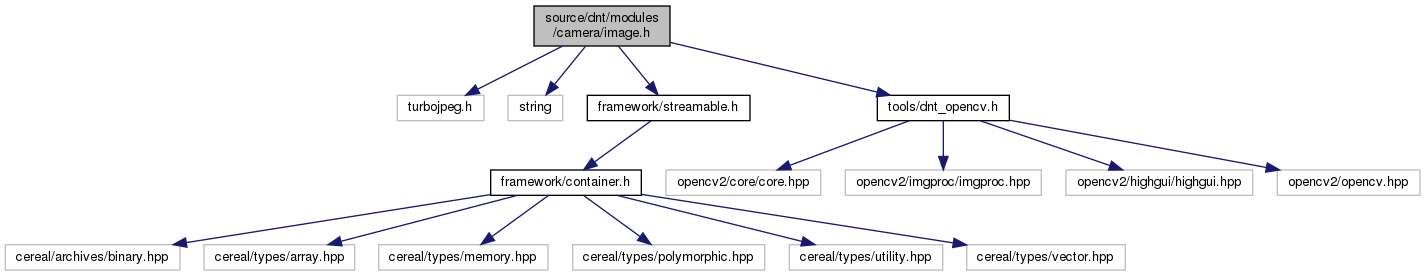 source/dnt/modules
/camera/image.h
turbojpeg.h
string
framework/streamable.h
tools/dnt_opencv.h
framework/container.h
opencv2/core/core.hpp
opencv2/imgproc/imgproc.hpp
opencv2/highgui/highgui.hpp
opencv2/opencv.hpp
cereal/archives/binary.hpp
cereal/types/array.hpp
cereal/types/memory.hpp
cereal/types/polymorphic.hpp
cereal/types/utility.hpp
cereal/types/vector.hpp